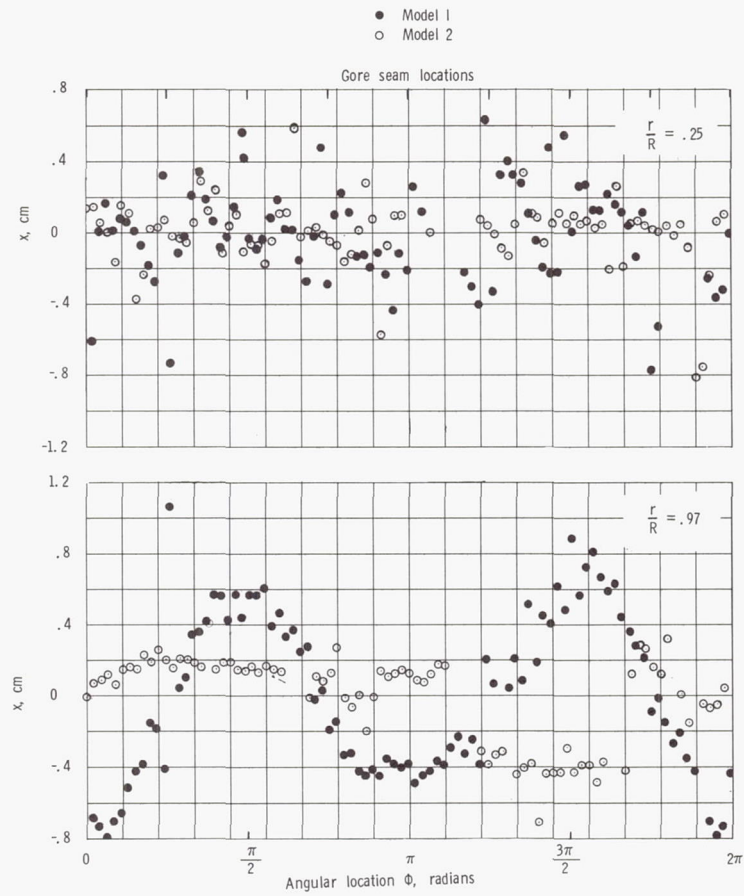 Model 1
Model 2
Gore seam locations
.8
r/R = .25
.4
x, cm
0
-.4
-.8
-1.2
1.2
r/R = .97
.8
.4
x, cm
0
-.4
-.8
0
π/2
π
3π/2
2π
Angular location Φ, radians